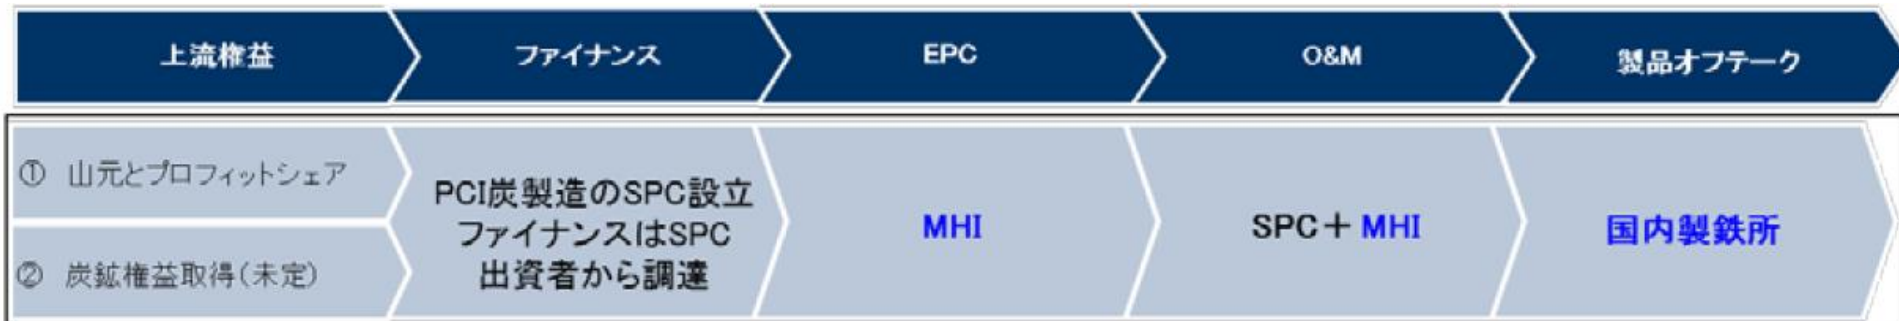 上流権益
ファイナンス
EPC
O&M
製品オフテーク
① 山元とプロフィットシェア
② 炭鉱権益取得(未定)
PCI炭製造のSPC設立
ファイナンスはSPC
出資者から調達
MHI
SPC+MHI
国内製鉄所